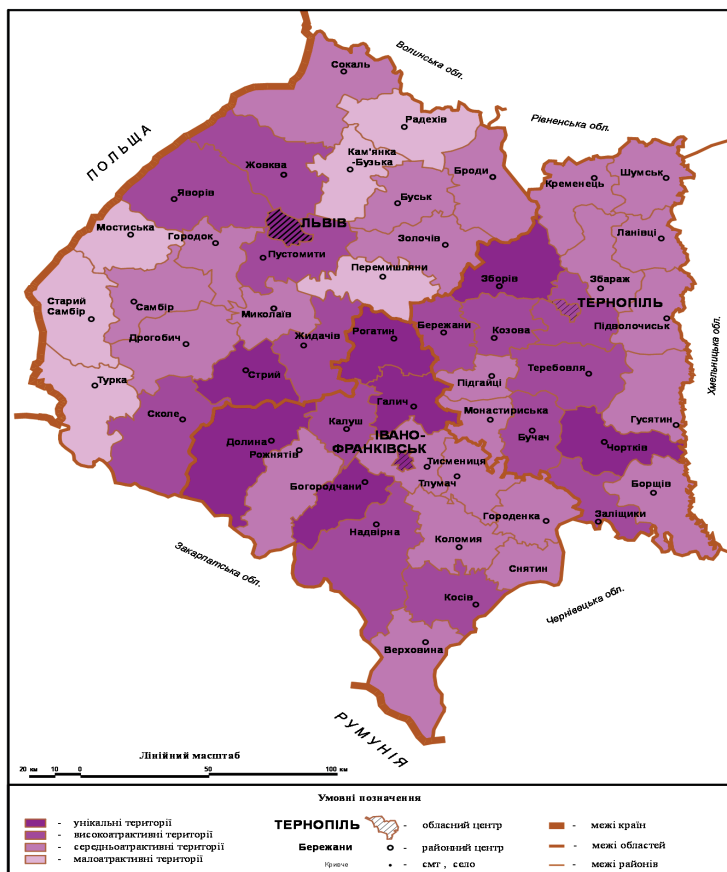 Волинська обл.
Рівненська обл.
ПОЛЬЩА
Сокаль
Радехів
Кам'янка
-Бузька
Жовква
Броди
Кременець
Шумськ
Яворів
Буськ
Мостиська
Городок
ЛЬВІВ
Золочів
Ланівці
Пустомити
Перемишляни
Зборів
Збараж
ТЕРНОПІЛЬ
Старий
Самбір
Самбір
Миколаїв
Підволочиськ
Дрогобич
Жидачів
Рогатин
Бережани
Козова
Хмельницька обл.
Стрий
Теребовля
Турка
Підгайці
Сколе
Галич
Монастириська
Гусятин
Калуш
Бучач
Долина
Рожнятів
ІВАНО-
ФРАНКІВСЬК
Чортків
Тисмениця
Тлумач
Богородчани
Борщів
Городенка
Заліщики
Надвірна
Коломия
Снятин
Закарпатська обл.
Косів
Чернівецька обл.
Верховина
РУМУНІЯ
Лінійний масштаб
20 км 10 0 50 100 км
Умовні позначення
- унікальні території
- високоатрактивні території
- середньоатрактивні території
- малоатрактивні території
ТЕРНОПІЛЬ - обласний центр
Бережани - районний центр
Кривче - смт , село
- межі країн
- межі областей
- межі районів